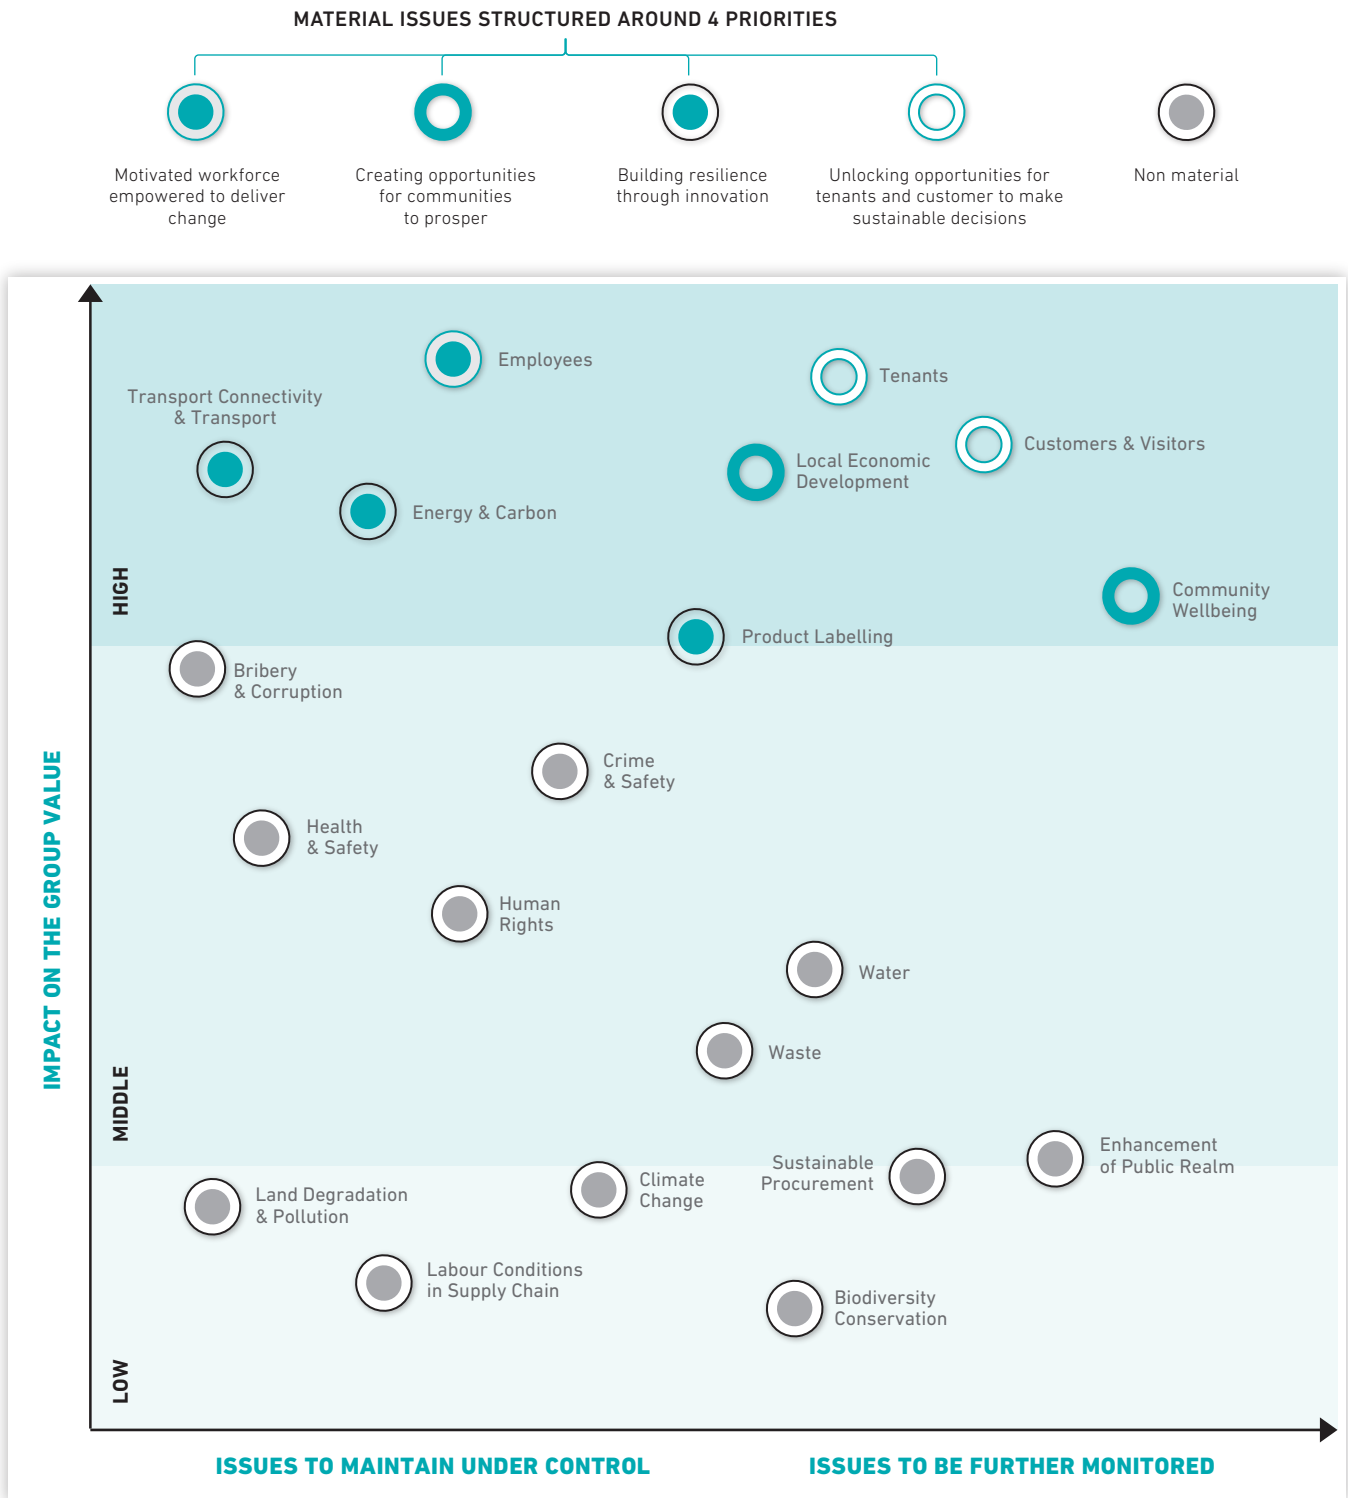 MATERIAL ISSUES STRUCTURED AROUND 4 PRIORITIES
Motivated workforce
empowered to deliver
change
Creating opportunities
for communities
to prosper
Building resilience
through innovation
Unlocking opportunities for
tenants and customer to make
sustainable decisions
Non material
Employees
Tenants
Transport Connectivity
& Transport
Customers & Visitors
Local Economic
Development
Energy & Carbon
HIGH
Community
Wellbeing
Product Labelling
Bribery
& Corruption
Crime
& Safety
IMPACT ON THE GROUP VALUE
Health
& Safety
Human
Rights
Water
Waste
MIDDLE
Enhancement
of Public Realm
Sustainable
Procurement
Climate
Change
Land Degradation
& Pollution
Labour Conditions
in Supply Chain
Biodiversity
Conservation
LOW
ISSUES TO MAINTAIN UNDER CONTROL
ISSUES TO BE FURTHER MONITORED